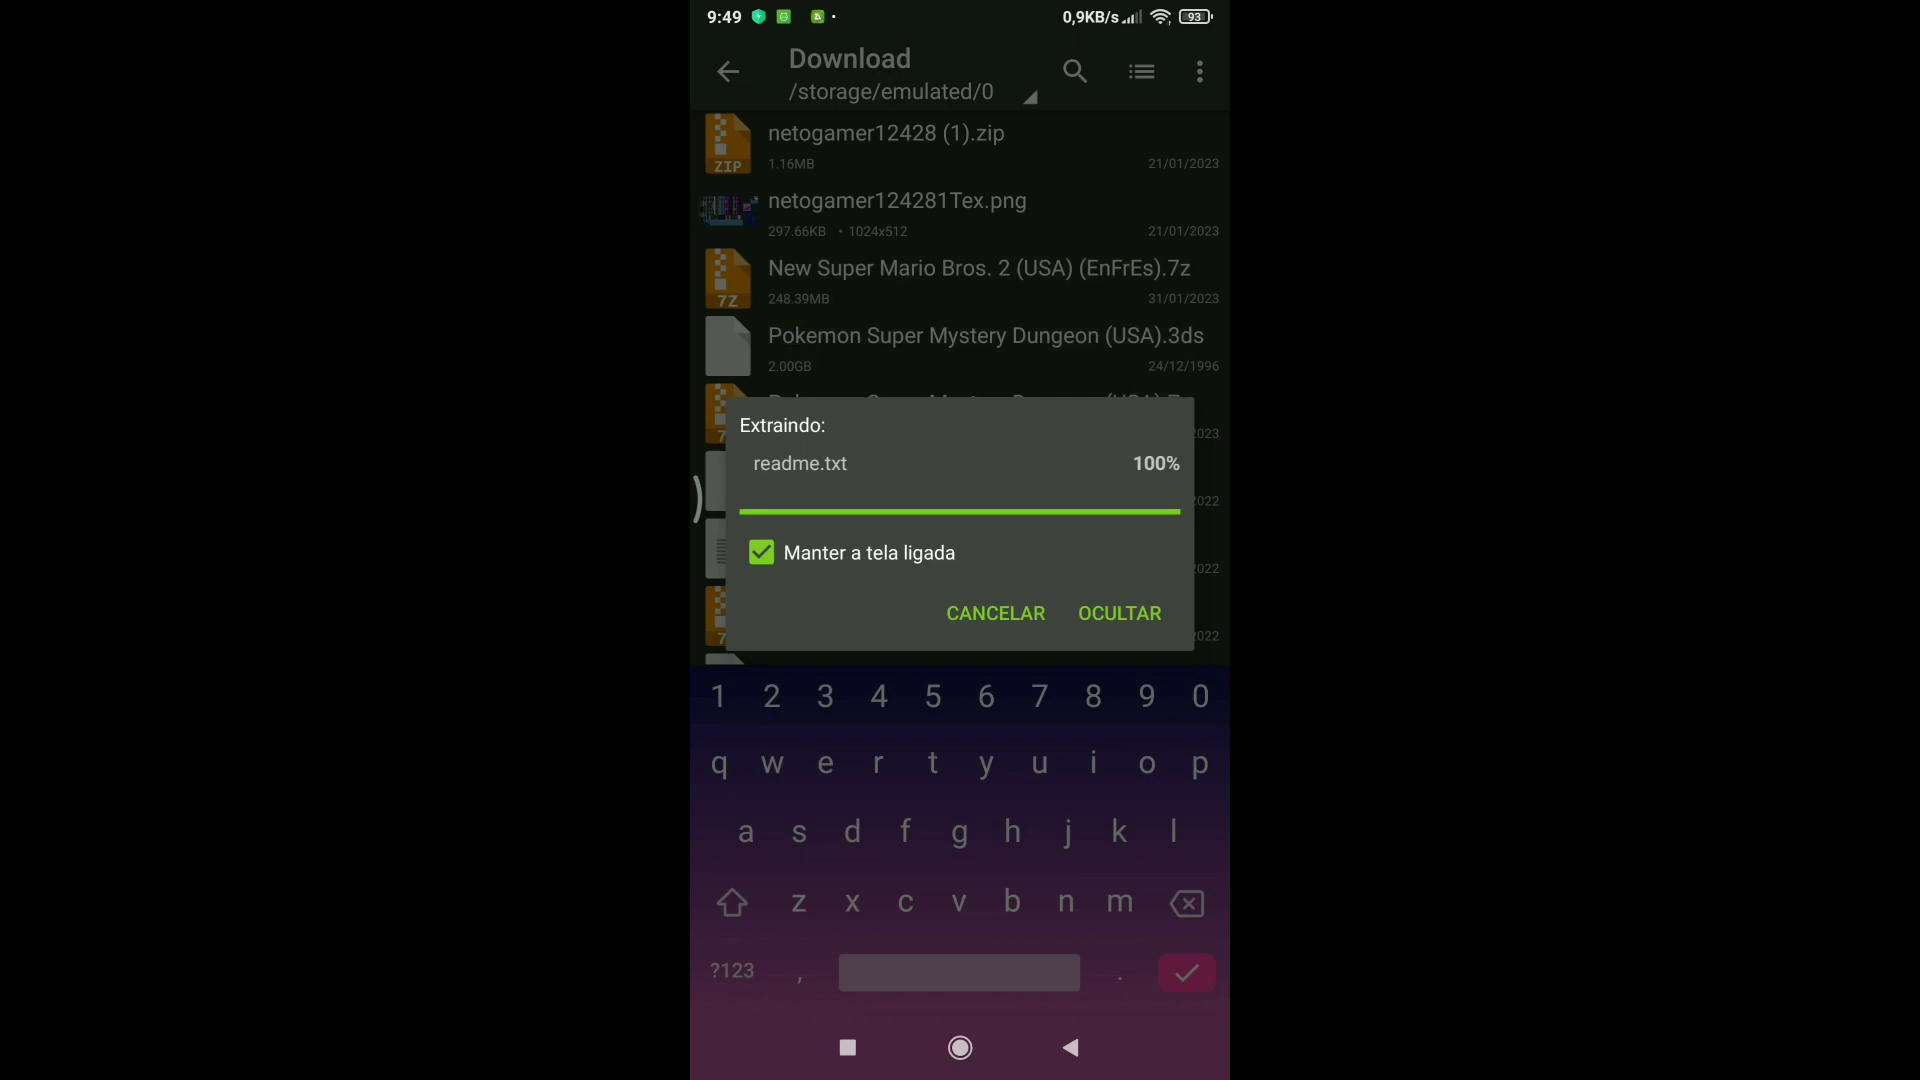 9:49 0,9KB/s 93
Download
/storage/emulated/0
netogamer12428 (1).zip
ZIP 1.16MB 21/01/2023
netogamer124281Tex.png
297.66KB • 1024x512 21/01/2023
New Super Mario Bros. 2 (USA) (EnFrEs).7z
7Z 248.39MB 31/01/2023
Pokemon Super Mystery Dungeon (USA).3ds
2.00GB 24/12/1996
Extraindo:
readme.txt 100%
Manter a tela ligada
CANCELAR OCULTAR
1 2 3 4 5 6 7 8 9 0
q w e r t y u i o p
a s d f g h j k l
z x c v b n m
?123 , .